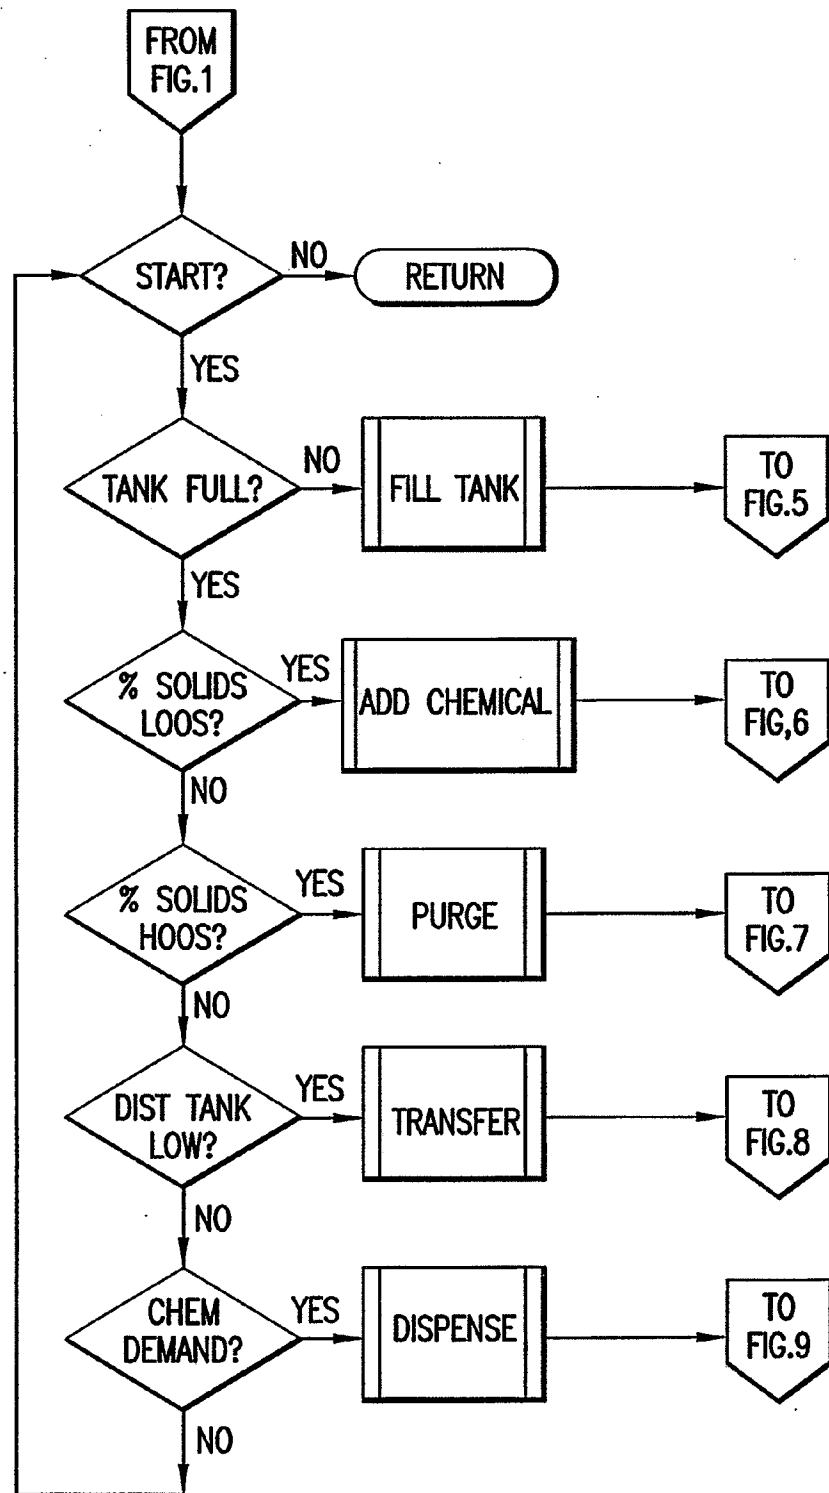 FROM
FIG.1
START?
NO
RETURN
YES
TANK FULL?
NO
FILL TANK
TO
FIG.5
YES
% SOLIDS
LOOS?
YES
ADD CHEMICAL
TO
FIG,6
NO
% SOLIDS
HOOS?
YES
PURGE
TO
FIG.7
NO
DIST TANK
LOW?
YES
TRANSFER
TO
FIG.8
NO
CHEM
DEMAND?
YES
DISPENSE
TO
FIG.9
NO